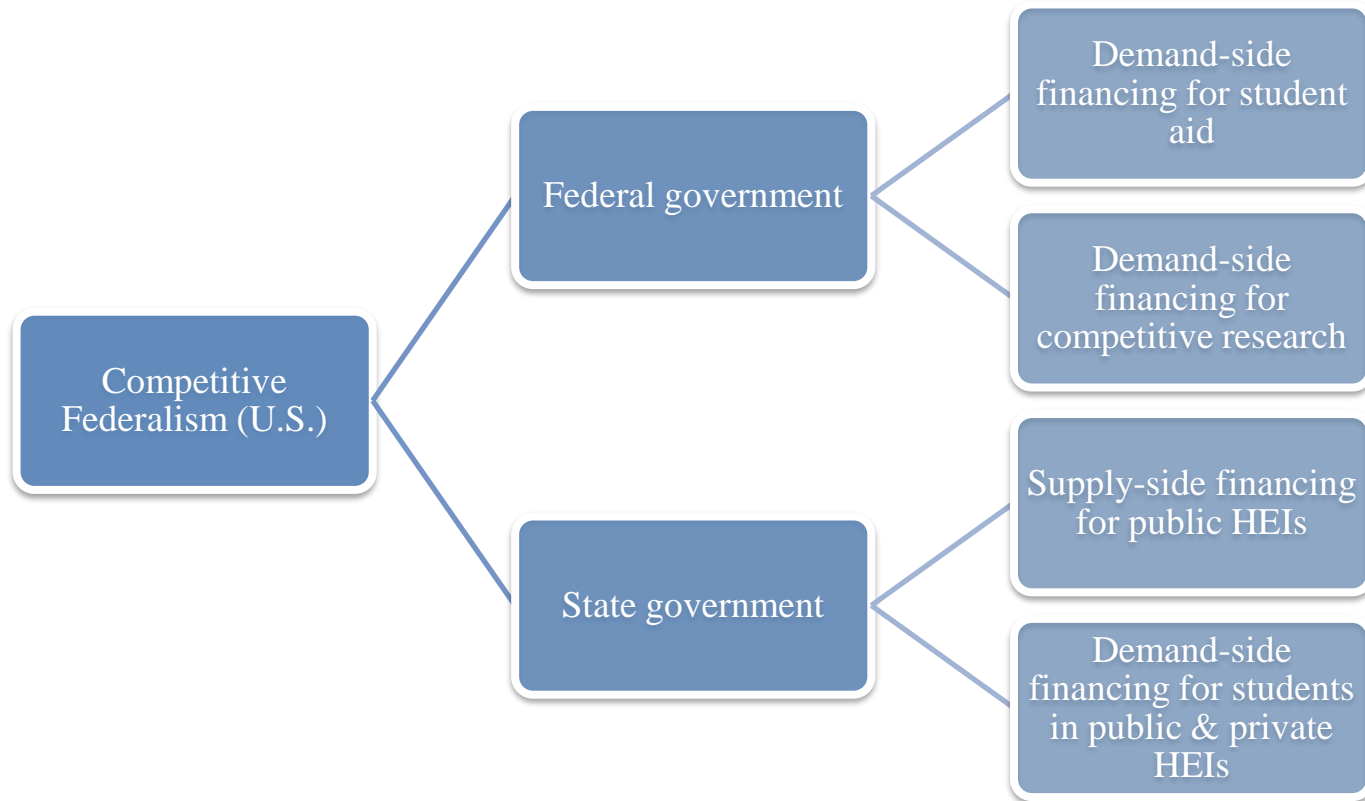 Demand-side
financing for student
aid
Federal government
Demand-side
financing for
competitive research
Competitive
Federalism (U.S.)
Supply-side financing
for public HEIs
State government
Demand-side
financing for students
in public & private
HEIs